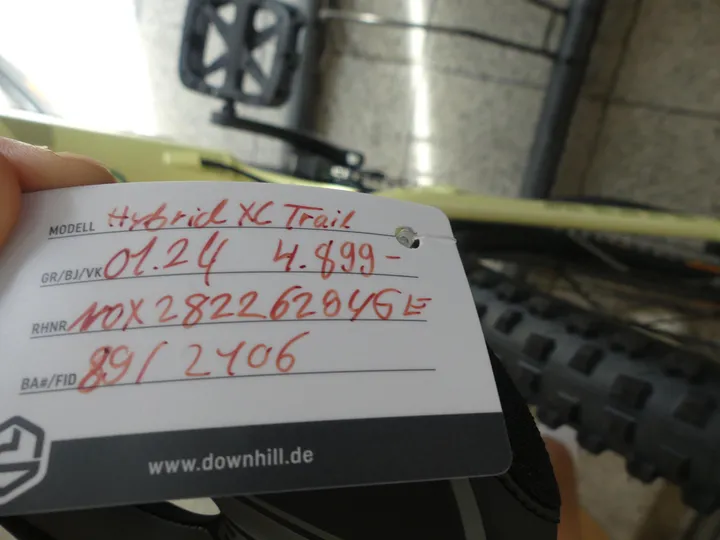 MODELL Hybrid XC Trail
GR/BJ/VK 01.24 4.899-
RHNR NOX282262846E
BA#/FID 89/2406
www.downhill.de